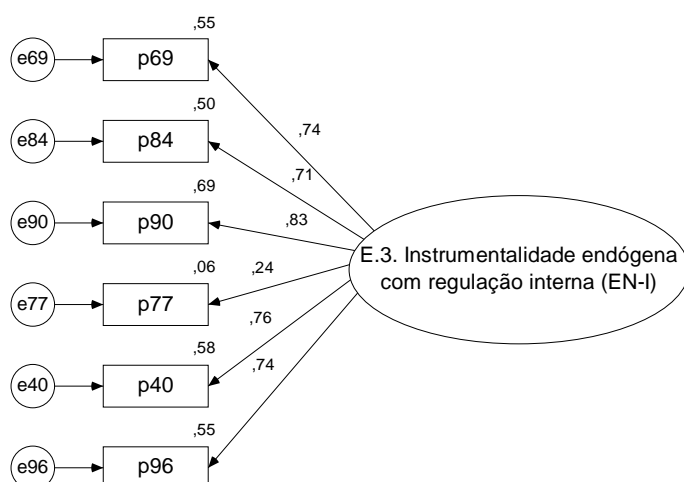 ,55
e69 p69
,74
,50
e84 p84
,71
,69
e90 p90
,83
E.3. Instrumentalidade endógena
com regulação interna (EN-I)
,06 ,24
e77 p77
,76
,58
e40 p40
,74
,55
e96 p96